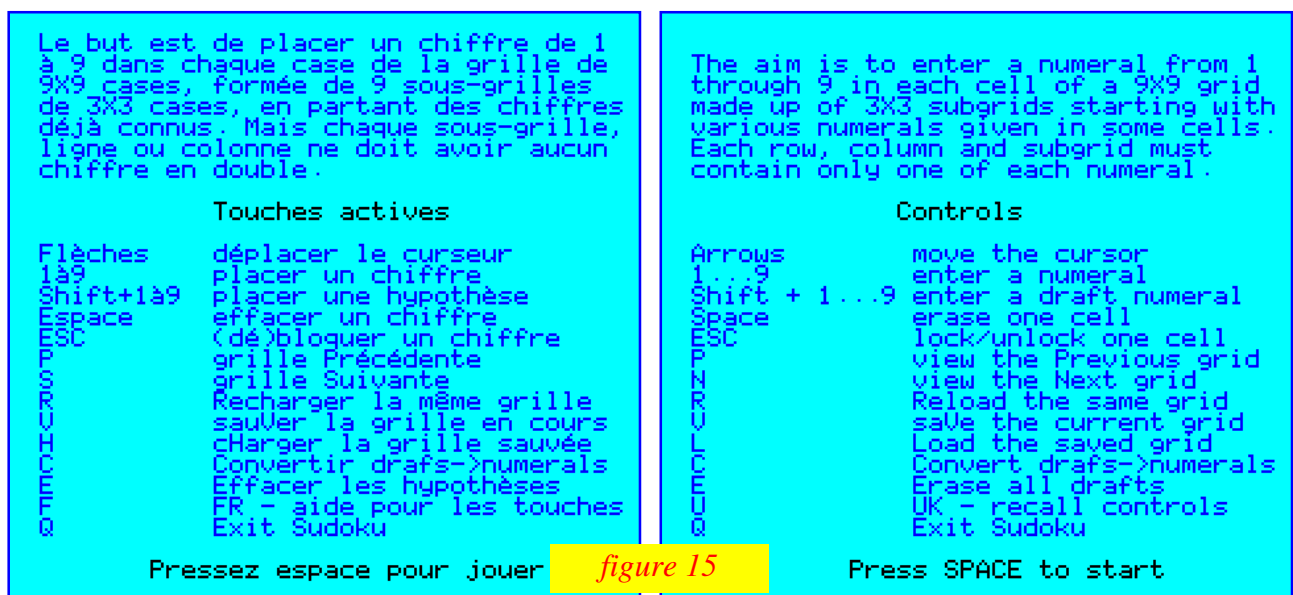 Le but est de placer un chiffre de 1
à 9 dans chaque case de la grille de
9X9 cases, formée de 9 sous-grilles
de 3X3 cases, en partant des chiffres
déjà connus. Mais chaque sous-grille,
ligne ou colonne ne doit avoir aucun
chiffre en double.
Touches actives
Flèches déplacer le curseur
1à9 placer un chiffre
Shift+1à9 placer une hypothèse
Espace effacer un chiffre
ESC (dé)bloquer un chiffre
P grille Précédente
S grille Suivante
R Recharger la même grille
V sauVer la grille en cours
H cHarger la grille sauvée
C Convertir drafs->numerals
E Effacer les hypothèses
F FR - aide pour les touches
Q Exit Sudoku
Pressez espace pour jouer
The aim is to enter a numeral from 1
through 9 in each cell of a 9X9 grid
made up of 3X3 subgrids starting with
various numerals given in some cells.
Each row, column and subgrid must
contain only one of each numeral.
Controls
Arrows move the cursor
1...9 enter a numeral
Shift + 1...9 enter a draft numeral
Space erase one cell
ESC lock/unlock one cell
P view the Previous grid
N view the Next grid
R Reload the same grid
V saVe the current grid
L Load the saved grid
C Convert drafs->numerals
E Erase all drafts
U UK - recall controls
Q Exit Sudoku
Press SPACE to start
figure 15